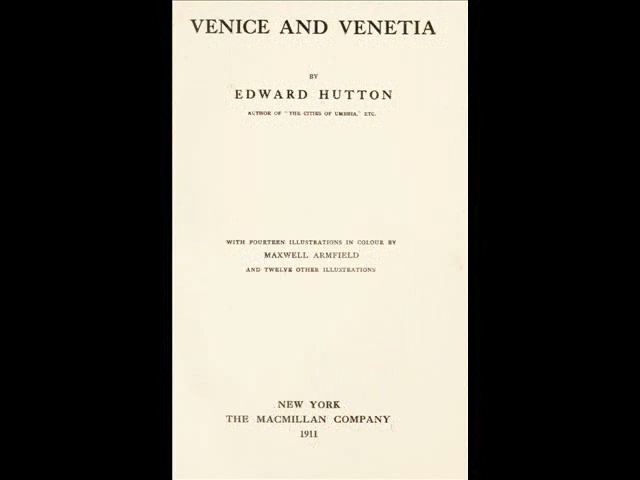 VENICE AND VENETIA
BY
EDWARD HUTTON
AUTHOR OF "THE CITIES OF UMBRIA," ETC.
WITH FOURTEEN ILLUSTRATIONS IN COLOUR BY
MAXWELL ARMFIELD
AND TWELVE OTHER ILLUSTRATIONS
NEW YORK
THE MACMILLAN COMPANY
1911